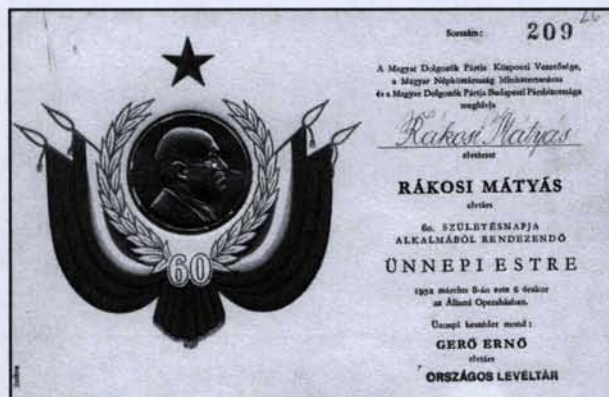 26
Sorszám: 209
A Magyar Dolgozók Pártja Központi Vezetősége,
a Magyar Népköztársaság Minisztertanácsa
és a Magyar Dolgozók Pártja Budapesti Pártbizottsága
meghívja
Rákosi Mátyás
elvtárset
RÁKOSI MÁTYÁS
elvtárs
60. SZÜLETÉSNAPJA
ALKALMÁBÓL RENDEZENDŐ
ÜNNEPI ESTRE
1952 március 8-án este 6 órakor
az Állami Operaházban.
Ünnepi beszédet mond:
GERŐ ERNŐ
elvtárs
ORSZÁGOS LEVÉLTÁR
60